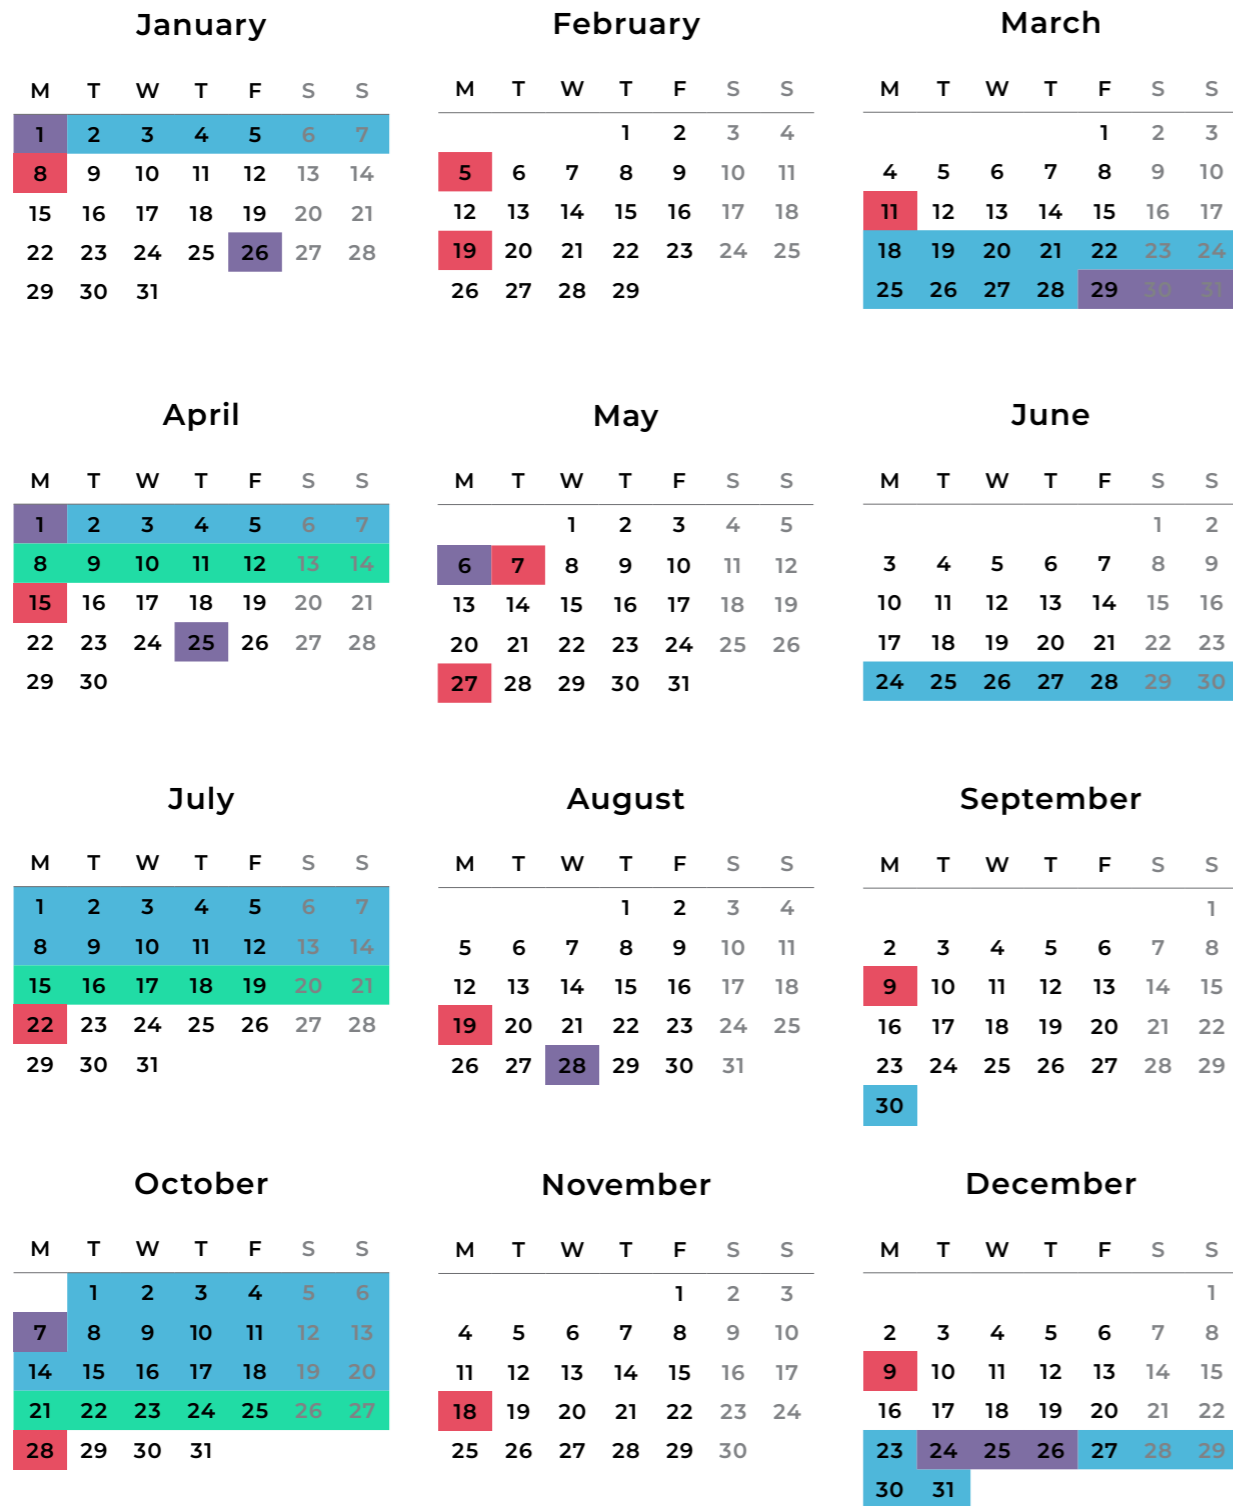 January
M T W T F S S
1 2 3 4 5 6 7
8 9 10 11 12 13 14
15 16 17 18 19 20 21
22 23 24 25 26 27 28
29 30 31
February
M T W T F S S
1 2 3 4
5 6 7 8 9 10 11
12 13 14 15 16 17 18
19 20 21 22 23 24 25
26 27 28 29
March
M T W T F S S
1 2 3
4 5 6 7 8 9 10
11 12 13 14 15 16 17
18 19 20 21 22 23 24
25 26 27 28 29 30 31
April
M T W T F S S
1 2 3 4 5 6 7
8 9 10 11 12 13 14
15 16 17 18 19 20 21
22 23 24 25 26 27 28
29 30
May
M T W T F S S
1 2 3 4 5
6 7 8 9 10 11 12
13 14 15 16 17 18 19
20 21 22 23 24 25 26
27 28 29 30 31
June
M T W T F S S
1 2
3 4 5 6 7 8 9
10 11 12 13 14 15 16
17 18 19 20 21 22 23
24 25 26 27 28 29 30
July
M T W T F S S
1 2 3 4 5 6 7
8 9 10 11 12 13 14
15 16 17 18 19 20 21
22 23 24 25 26 27 28
29 30 31
August
M T W T F S S
1 2 3 4
5 6 7 8 9 10 11
12 13 14 15 16 17 18
19 20 21 22 23 24 25
26 27 28 29 30 31
September
M T W T F S S
1
2 3 4 5 6 7 8
9 10 11 12 13 14 15
16 17 18 19 20 21 22
23 24 25 26 27 28 29
30
October
M T W T F S S
1 2 3 4 5 6
7 8 9 10 11 12 13
14 15 16 17 18 19 20
21 22 23 24 25 26 27
28 29 30 31
November
M T W T F S S
1 2 3
4 5 6 7 8 9 10
11 12 13 14 15 16 17
18 19 20 21 22 23 24
25 26 27 28 29 30
December
M T W T F S S
1
2 3 4 5 6 7 8
9 10 11 12 13 14 15
16 17 18 19 20 21 22
23 24 25 26 27 28 29
30 31